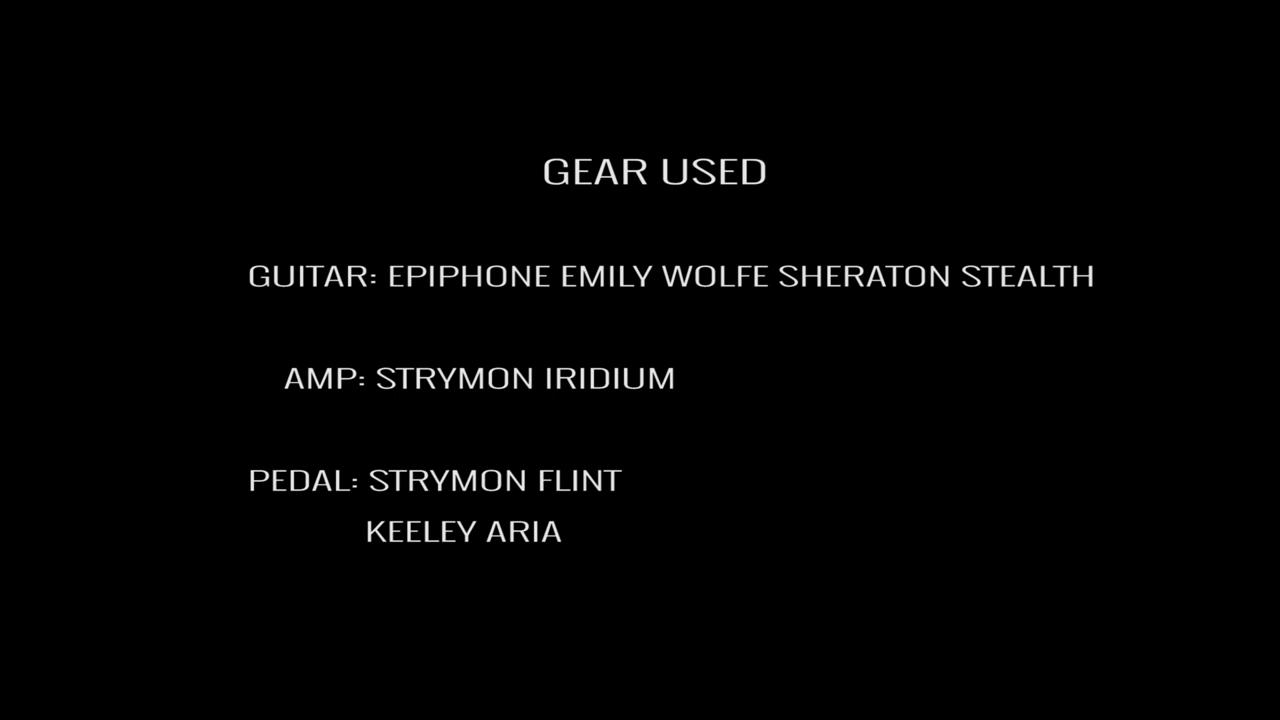 GEAR USED
GUITAR: EPIPHONE EMILY WOLFE SHERATON STEALTH
AMP: STRYMON IRIDIUM
PEDAL: STRYMON FLINT
KEELEY ARIA